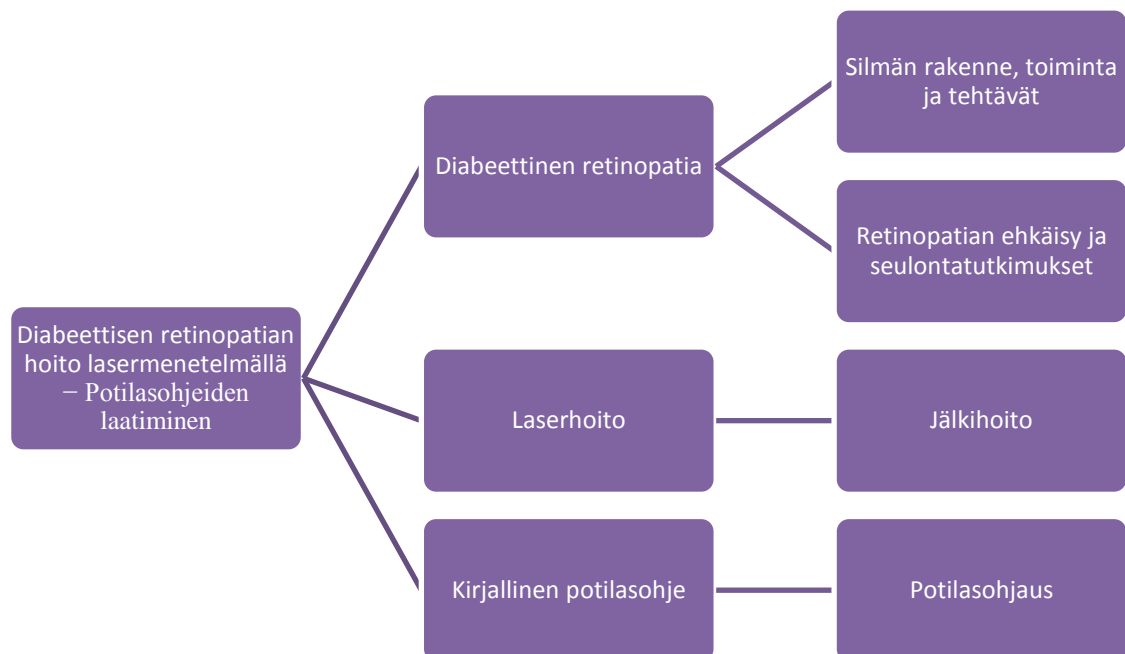 Diabeettisen retinopatian
hoito lasermenetelmällä
– Potilasohjeiden
laatiminen
Diabeettinen retinopatia
Silmän rakenne, toiminta
ja tehtävät
Retinopatian ehkäisy ja
seulontatutkimukset
Laserhoito
Jälkihoito
Kirjallinen potilasohje
Potilasohjaus